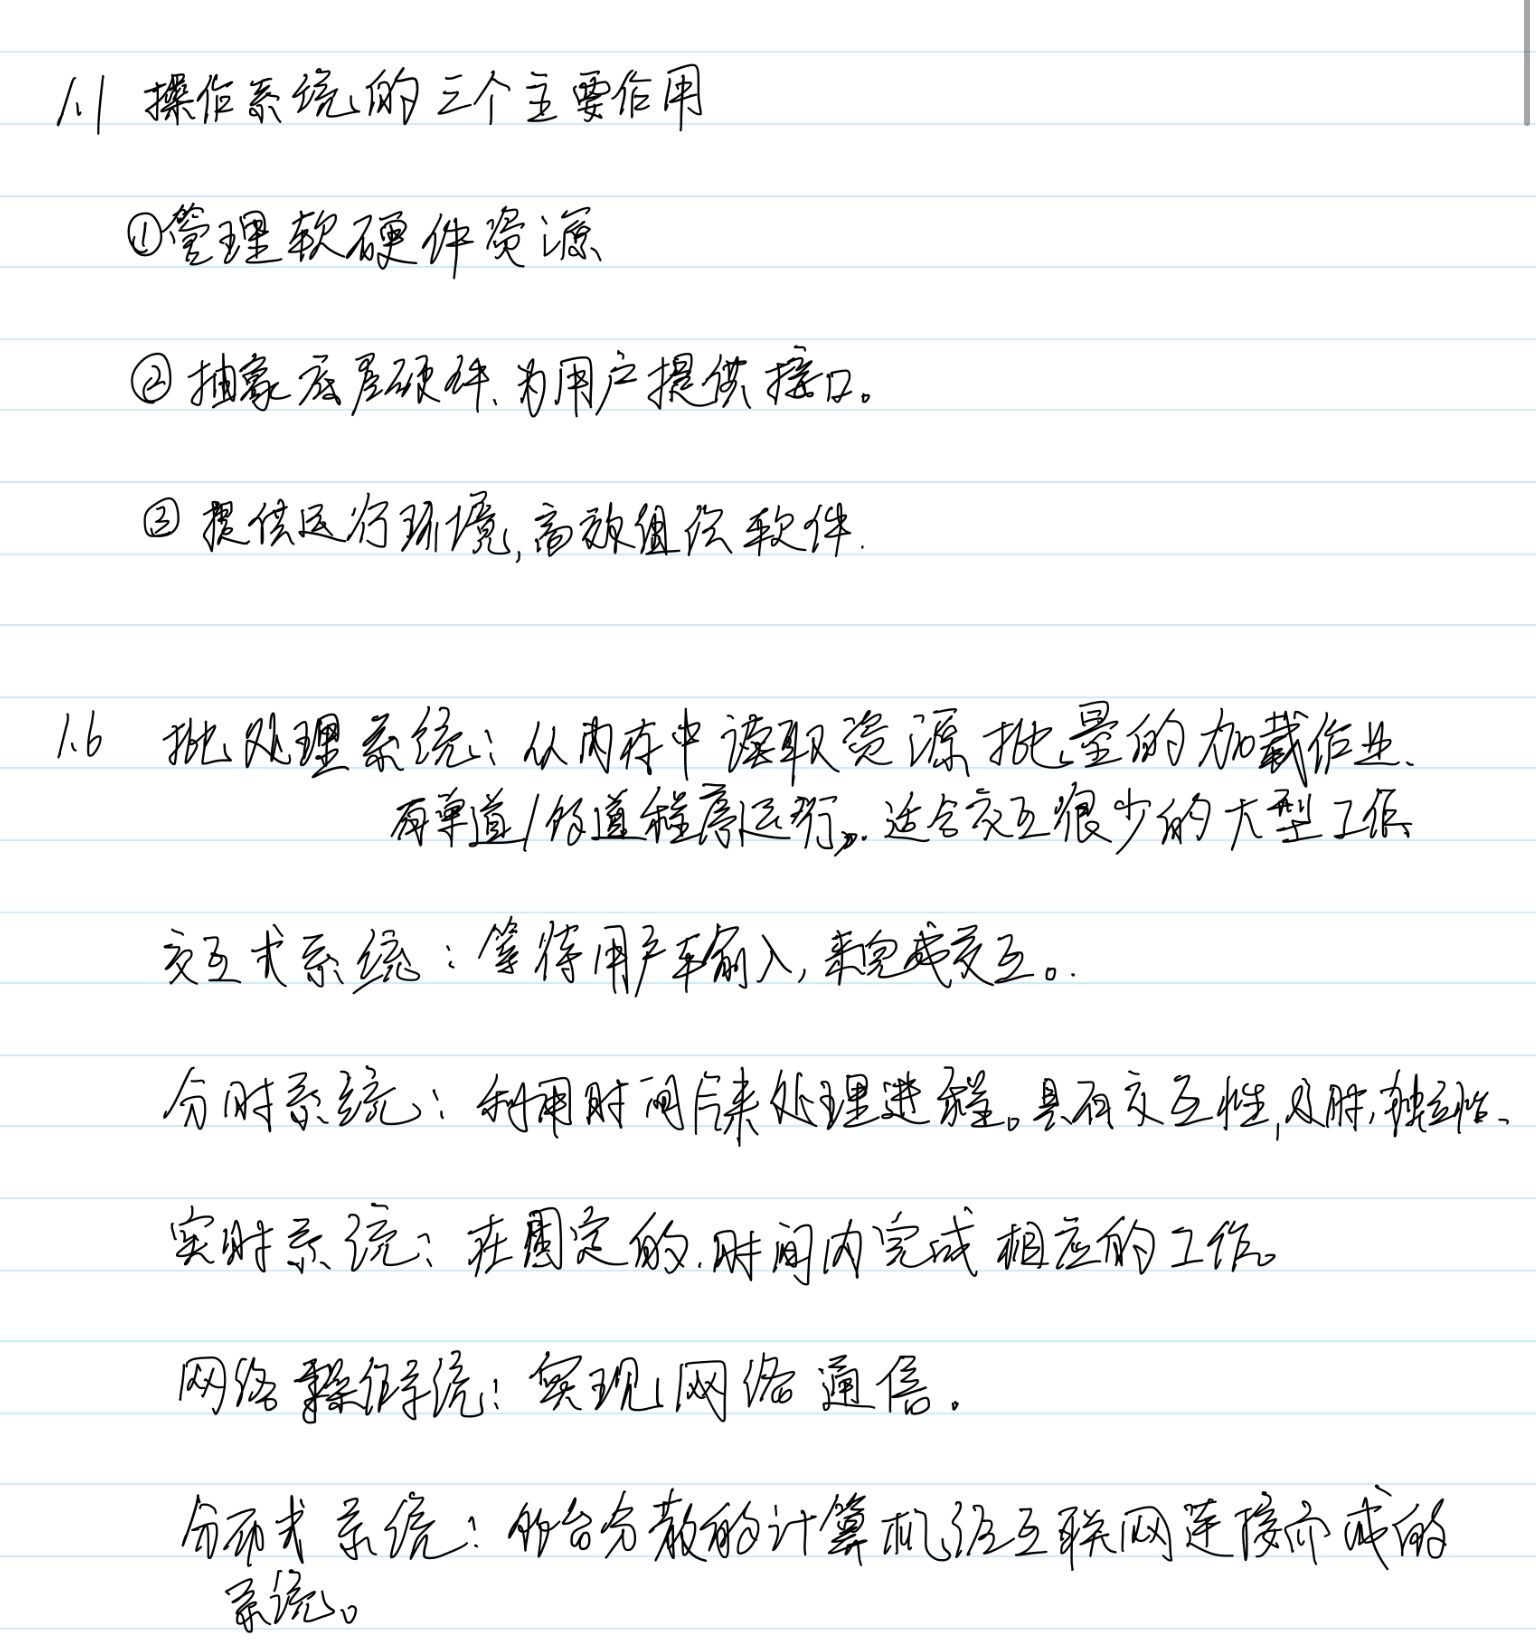 1.1 操作系统的三个主要作用
①管理软硬件资源
② 抽象底层硬件、为用户提供接口。
③ 提供运行环境,高效组织软件.
1.6 批处理系统：从内存中读取资源批量的加载作业.
有单道/多道程序运行。适合交互很少的大型工作.
交互式系统：等待用户输入,来完成交互。
分时系统：利用时间片来处理进程。具有交互性,及时,独立性、
实时系统：在固定的.时间内完成相应的工作。
网络操作系统：实现网络通信.
分布式系统：多台分散的计算机经互联网连接而成的
系统。